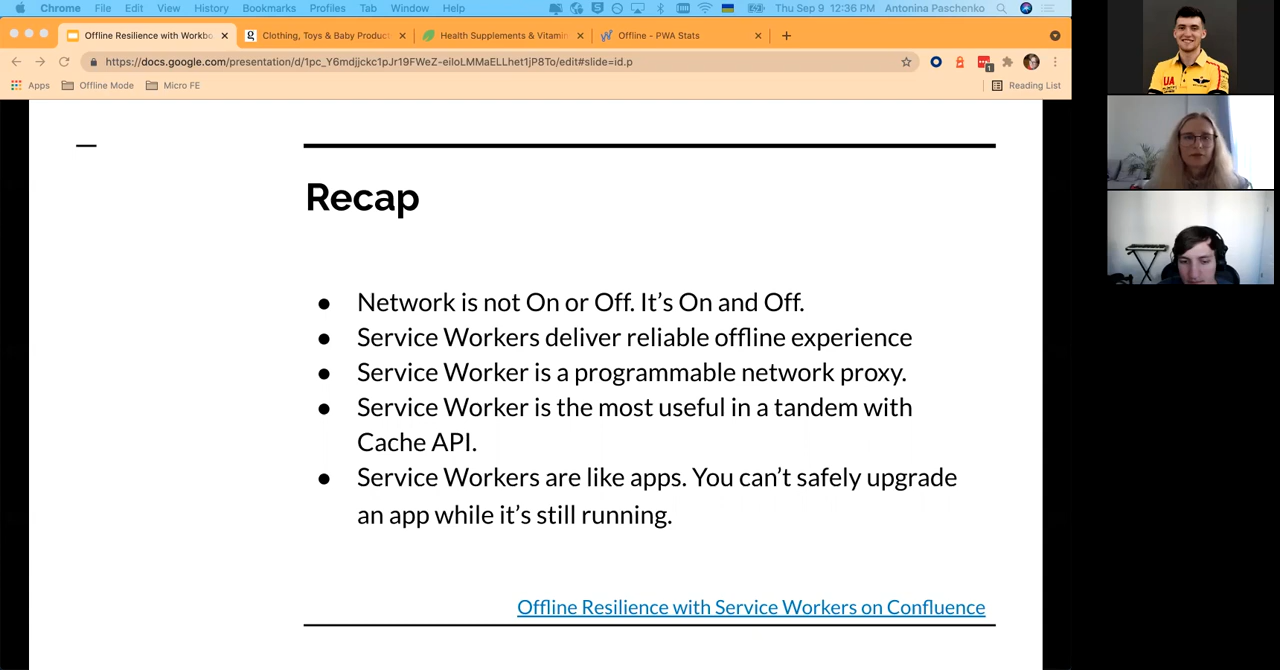 Chrome File Edit View History Bookmarks Profiles Tab Window Help Thu Sep 9 12:36 PM Antonina Paschenko
Offline Resilience with Workbo Clothing, Toys & Baby Produc Health Supplements & Vitamin Offline - PWA Stats
https://docs.google.com/presentation/d/1pc_Y6mdjjckc1pJr19FWeZ-eiIoLMMaELLhet1jP8To/edit#slide=id.p
Apps Offline Mode Micro FE Reading List
Recap
● Network is not On or Off. It's On and Off.
● Service Workers deliver reliable offline experience
● Service Worker is a programmable network proxy.
● Service Worker is the most useful in a tandem with
Cache API.
● Service Workers are like apps. You can't safely upgrade
an app while it's still running.
Offline Resilience with Service Workers on Confluence
UA